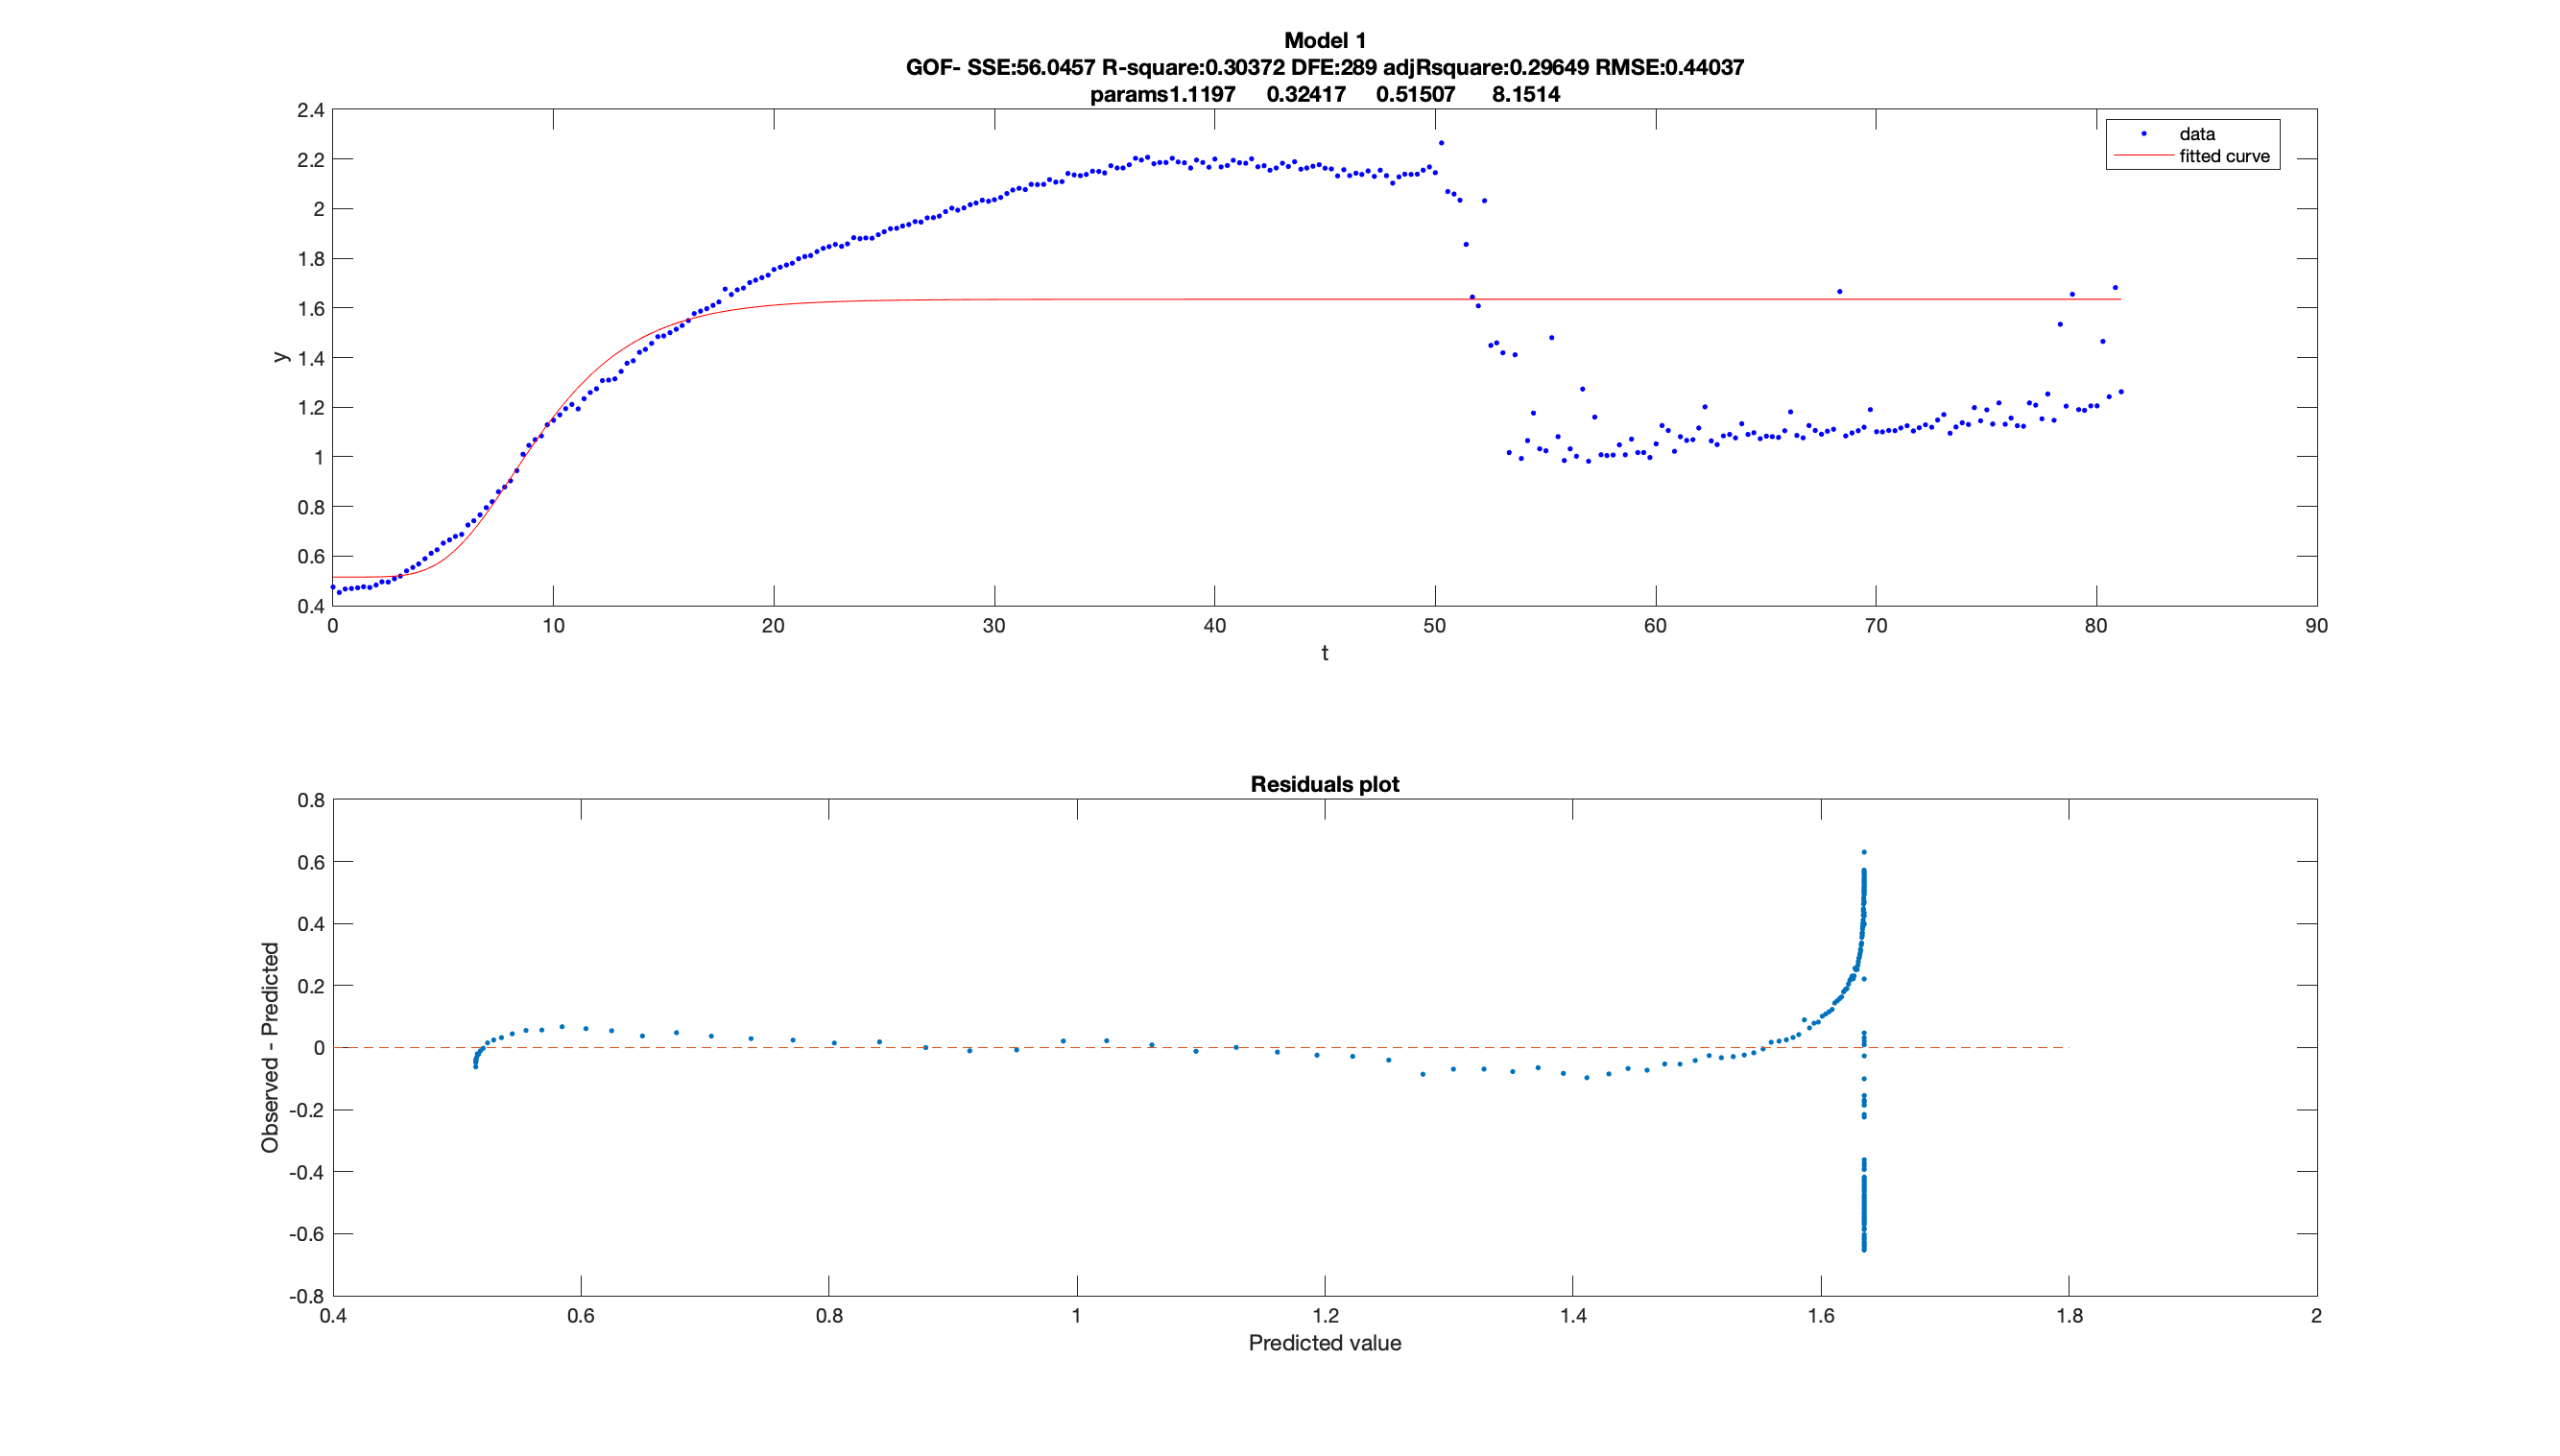 Model 1
GOF- SSE:56.0457 R-square:0.30372 DFE:289 adjRsquare:0.29649 RMSE:0.44037
params1.1197 0.32417 0.51507 8.1514
2.4
2.2
2
1.8
1.6
1.4
1.2
1
0.8
0.6
0.4
y
data
fitted curve
0 10 20 30 40 50 60 70 80 90
t
Residuals plot
0.8
0.6
0.4
0.2
0
-0.2
-0.4
-0.6
-0.8
Observed - Predicted
0.4 0.6 0.8 1 1.2 1.4 1.6 1.8 2
Predicted value